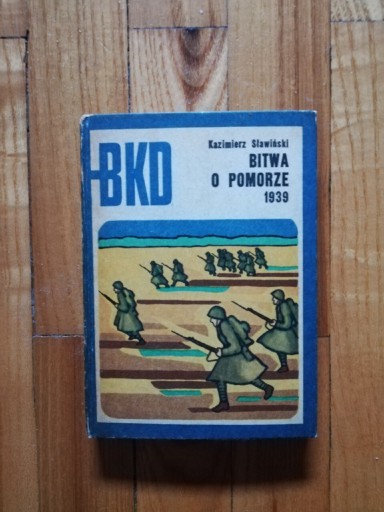 BKD
Kazimierz Sławiński
BITWA
O POMORZE
1939